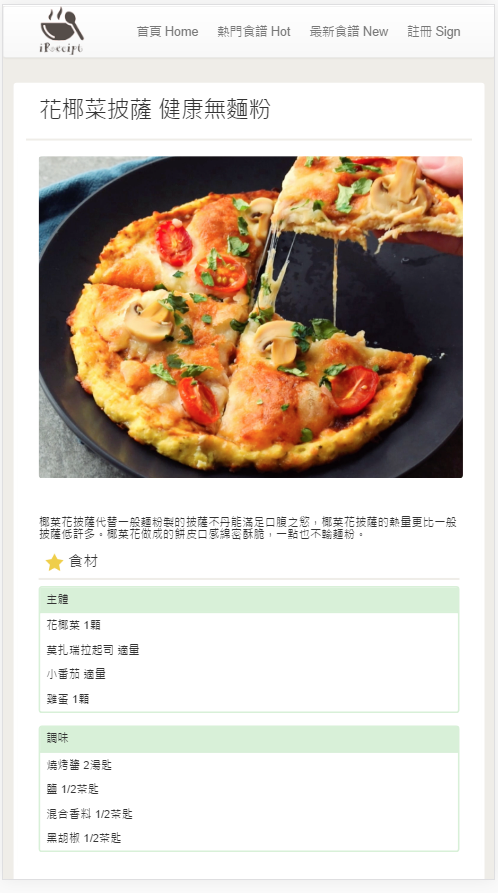 iRecipt
首頁 Home 熱門食譜 Hot 最新食譜 New 註冊 Sign
花椰菜披薩 健康無麵粉
椰菜花披薩代替一般麵粉製的披薩不丹能滿足口腹之慾，椰菜花披薩的熱量更比一般
披薩低許多。椰菜花做成的餅皮口感綿密酥脆，一點也不輸麵粉。
食材
主體
花椰菜 1顆
莫扎瑞拉起司 適量
小番茄 適量
雞蛋 1顆
調味
燒烤醬 2湯匙
鹽 1/2茶匙
混合香料 1/2茶匙
黑胡椒 1/2茶匙